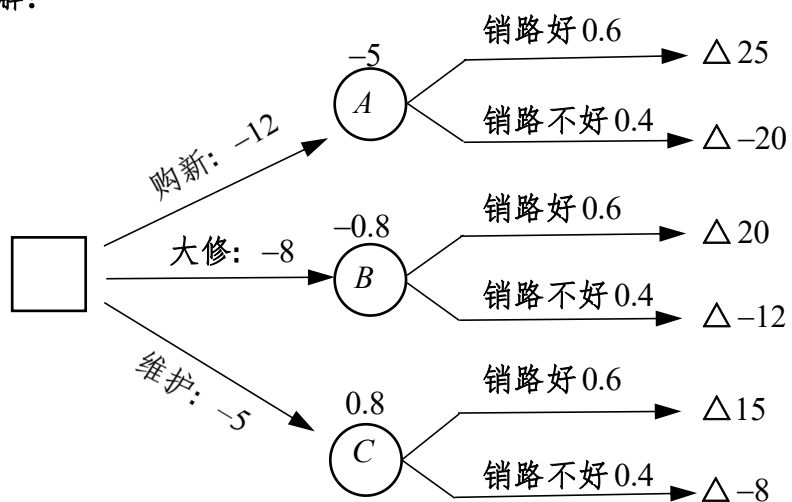 解：
销路好0.6
△25
–5
A
销路不好0.4
△–20
购新：–12
销路好0.6
△20
–0.8
大修：–8
B
销路不好0.4
△–12
维护：–5
销路好0.6
△15
0.8
C
销路不好0.4
△–8